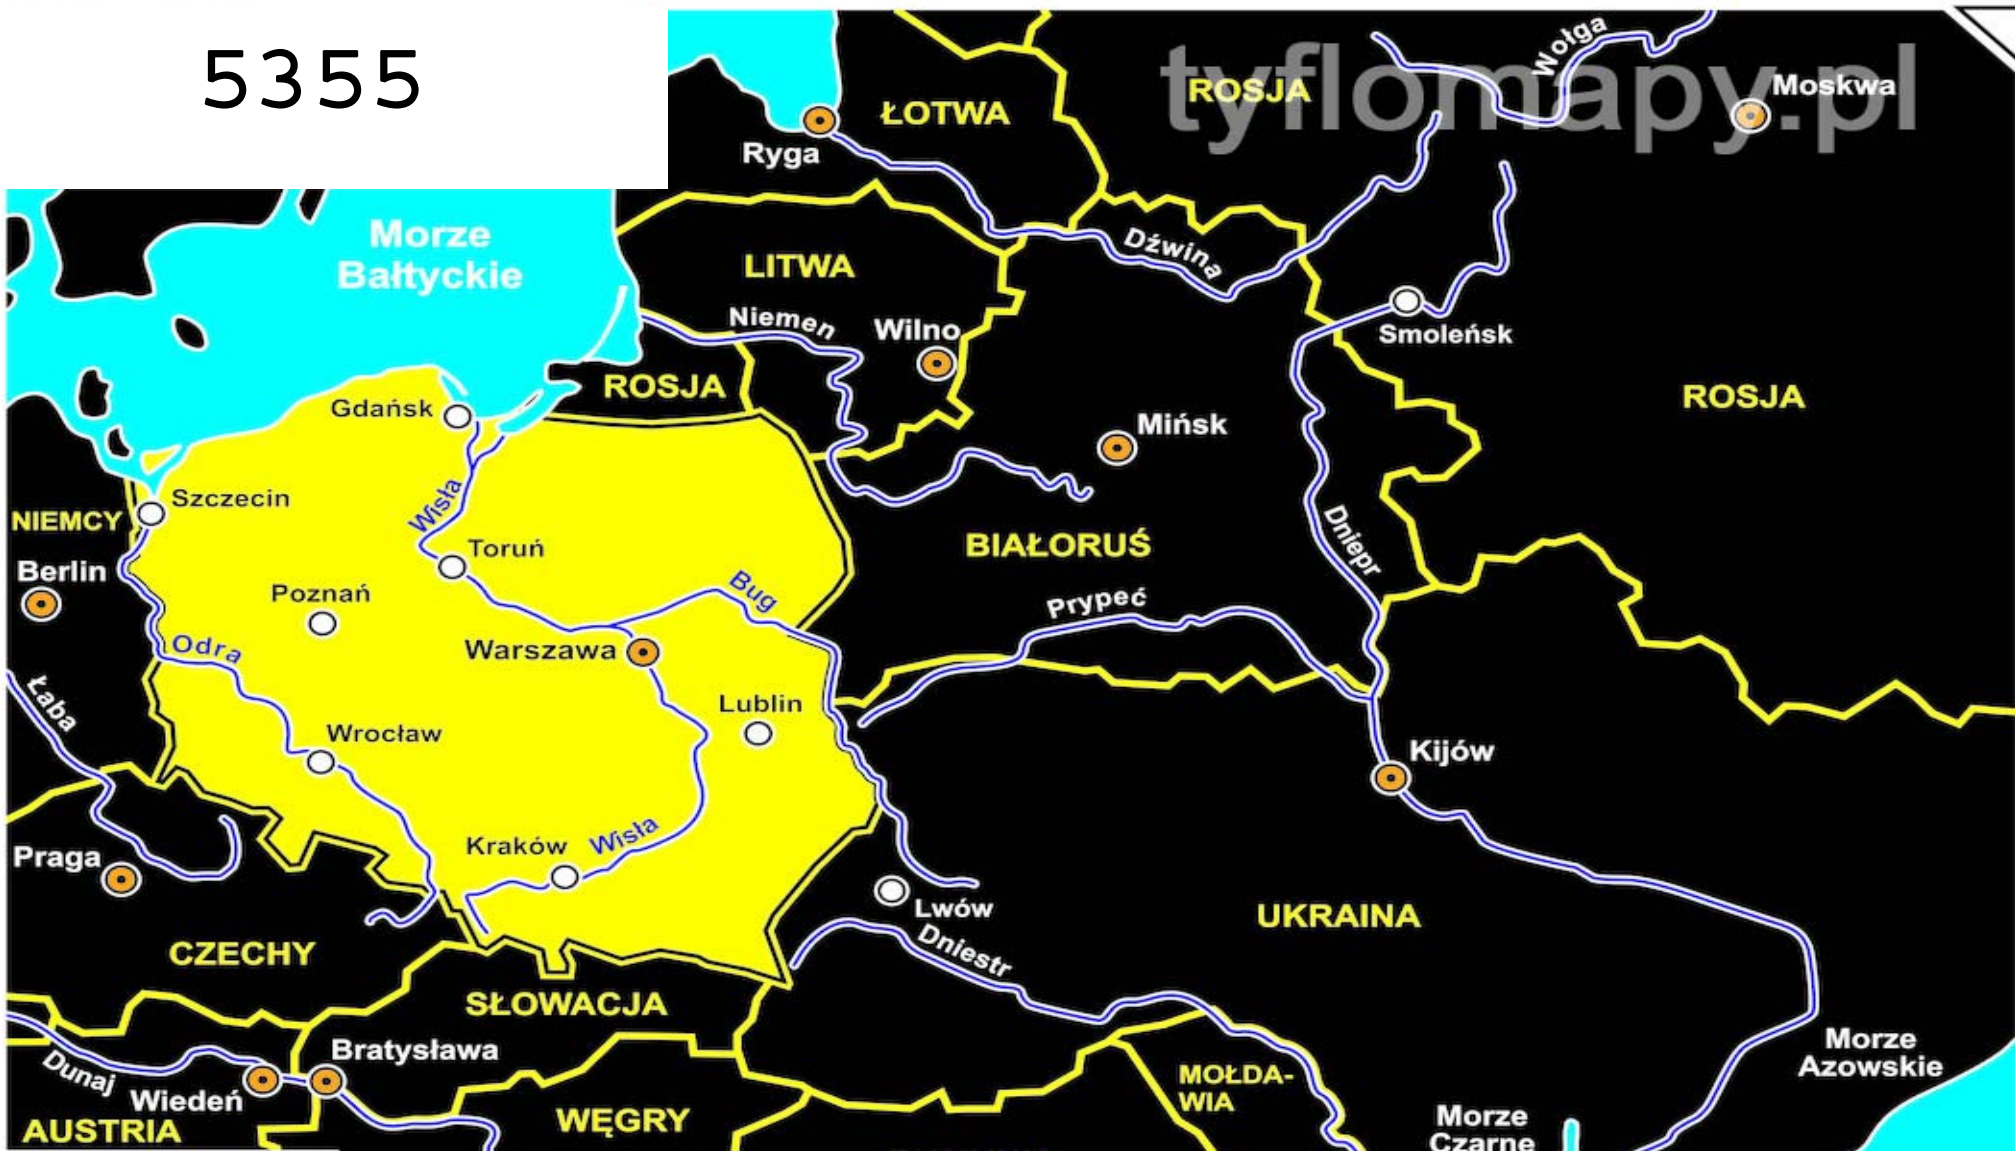 5355
tyflomapy.pl
Wołga
Moskwa
ROSJA
ŁOTWA
Ryga
Morze
Bałtyckie
LITWA
Dźwina
Niemen
Wilno
Smoleńsk
ROSJA
ROSJA
Gdańsk
Mińsk
Szczecin
Wisła
NIEMCY
Toruń
BIAŁORUŚ
Dniepr
Berlin
Poznań
Bug
Prypeć
Odra
Warszawa
Łaba
Lublin
Wrocław
Kijów
Kraków
Wisła
Praga
Lwów
UKRAINA
Dniestr
CZECHY
SŁOWACJA
Bratysława
Morze
Azowskie
Dunaj
Wiedeń
MOŁDA-
WIA
AUSTRIA
WĘGRY
Morze
Czarne